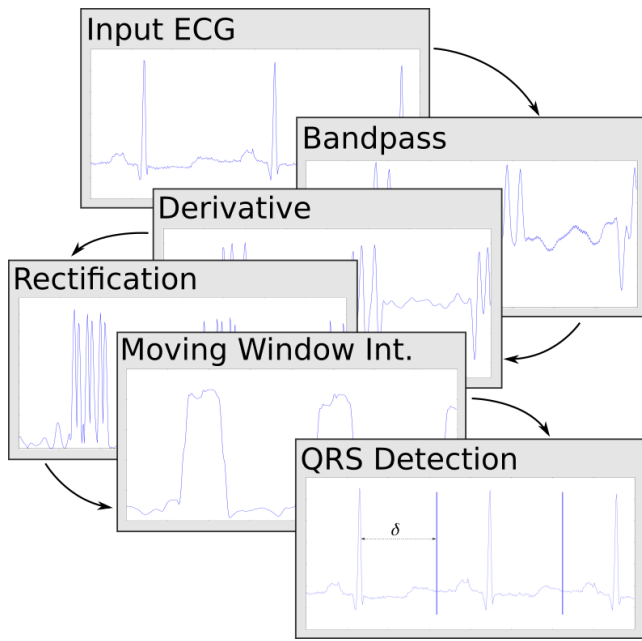 Input ECG
Bandpass
Derivative
Rectification
Moving Window Int.
QRS Detection
δ